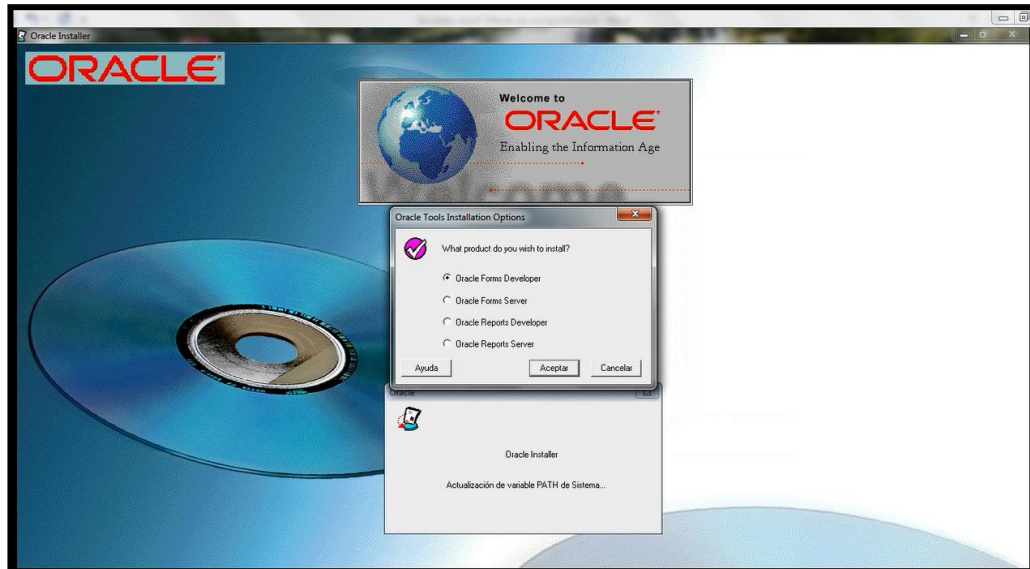 Oracle Installer
ORACLE
Welcome to
ORACLE
Enabling the Information Age
Welcome
Oracle Tools Installation Options
What product do you wish to install?
Oracle Forms Developer
Oracle Forms Server
Oracle Reports Developer
Oracle Reports Server
Ayuda Aceptar Cancelar
Oracle
Oracle Installer
Actualización de variable PATH de Sistema...